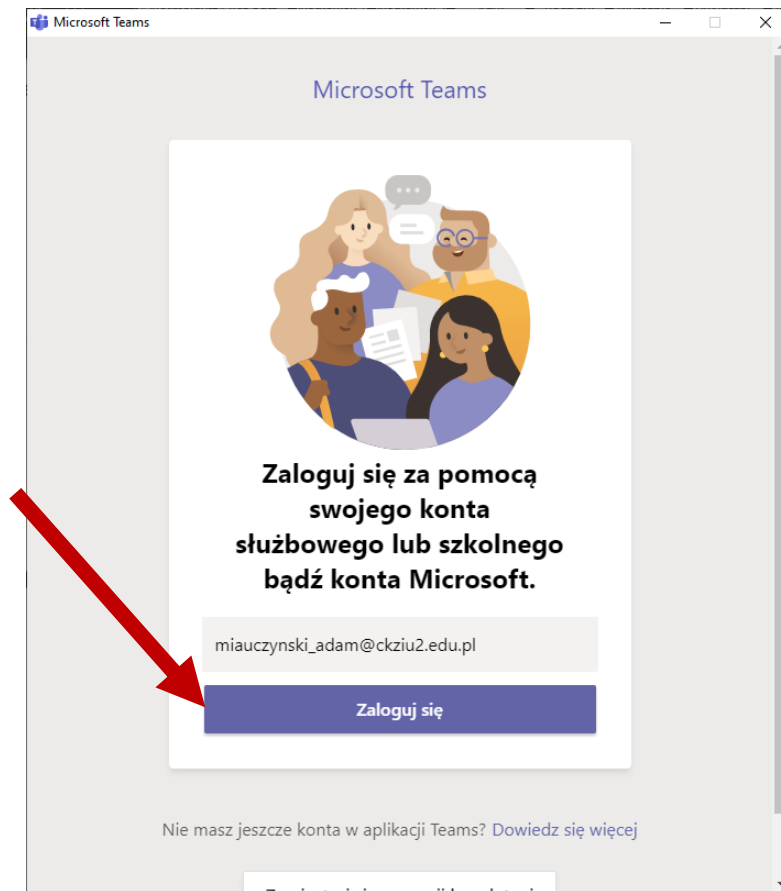 Microsoft Teams
Microsoft Teams
Zaloguj się za pomocą
swojego konta
służbowego lub szkolnego
bądź konta Microsoft.
miauczynski_adam@ckziu2.edu.pl
Zaloguj się
Nie masz jeszcze konta w aplikacji Teams? Dowiedz się więcej